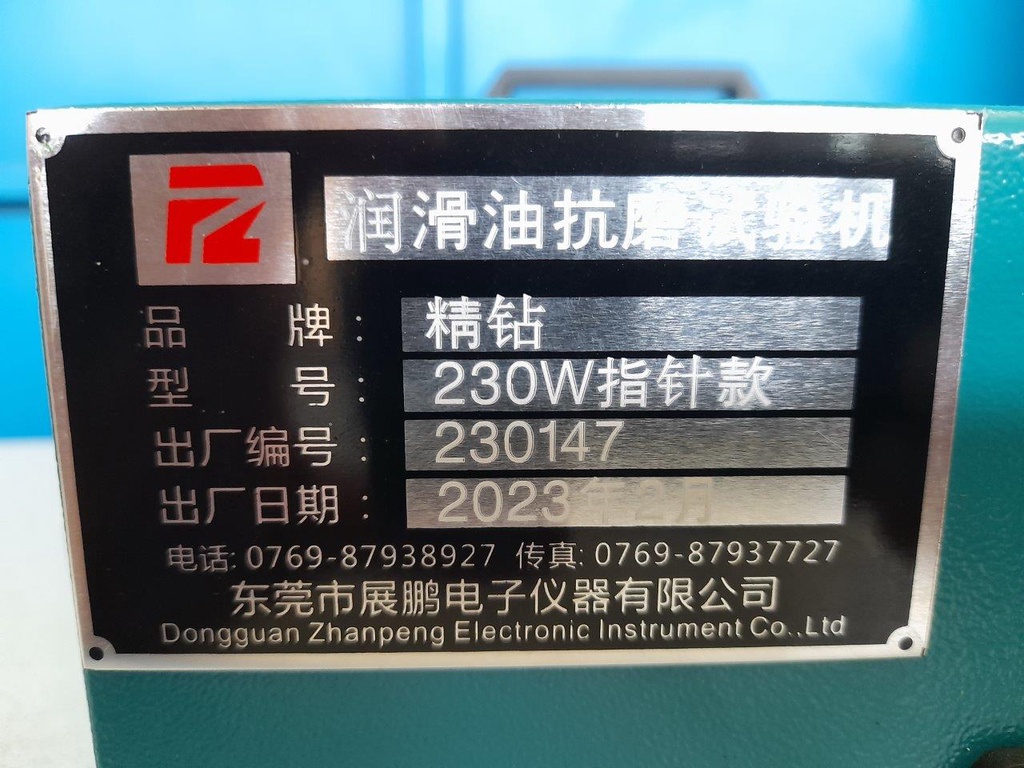 润滑油抗磨试验机
品牌：精钻
型号：230W指针款
出厂编号：230147
出厂日期：2023年2月
电话: 0769-87938927 传真: 0769-87937727
东莞市展鹏电子仪器有限公司
Dongguan Zhanpeng Electronic Instrument Co.,Ltd